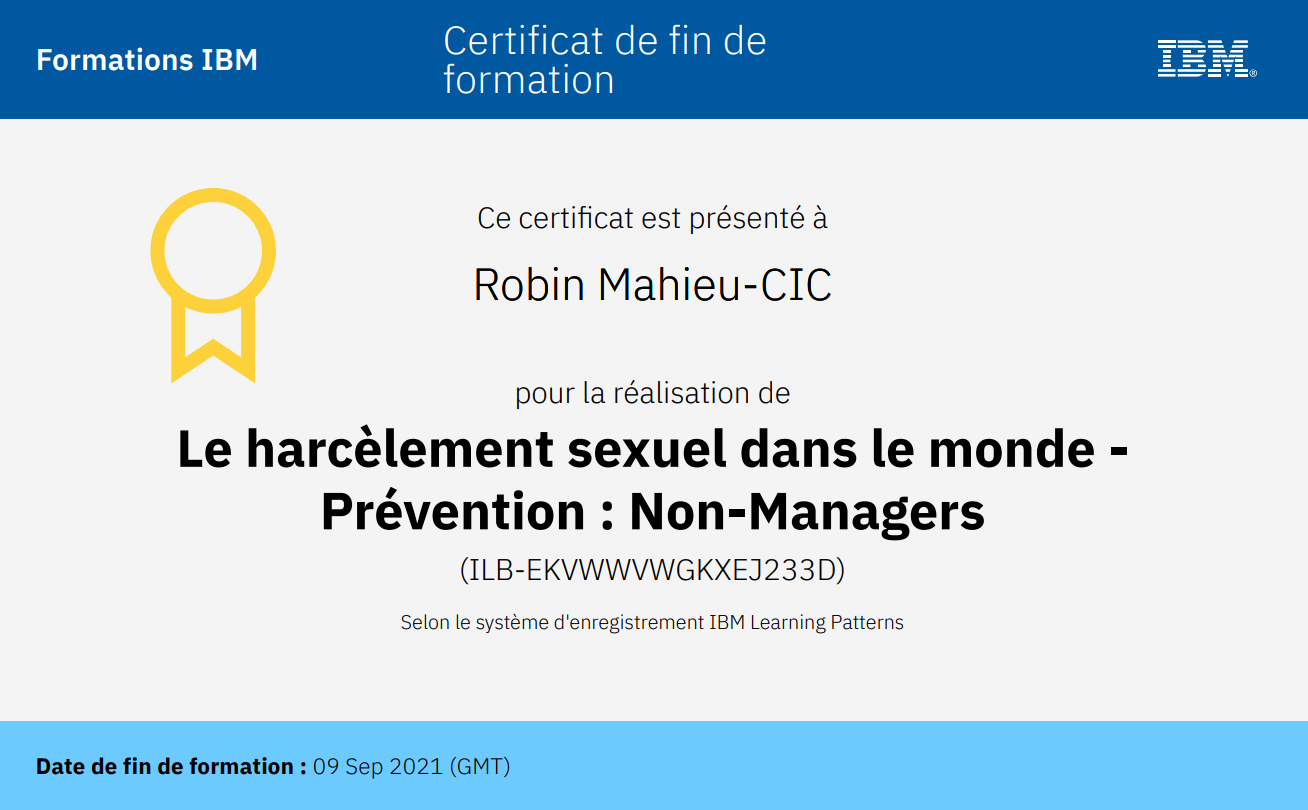 Formations IBM
Certificat de fin de
formation
IBM®
Ce certificat est présenté à
Robin Mahieu-CIC
pour la réalisation de
Le harcèlement sexuel dans le monde -
Prévention : Non-Managers
(ILB-EKVWWVWGKXEJ233D)
Selon le système d'enregistrement IBM Learning Patterns
Date de fin de formation : 09 Sep 2021 (GMT)